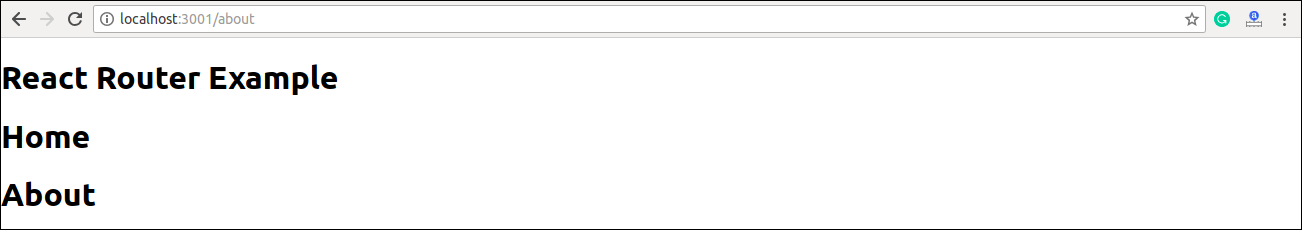 localhost:3001/about
React Router Example
Home
About